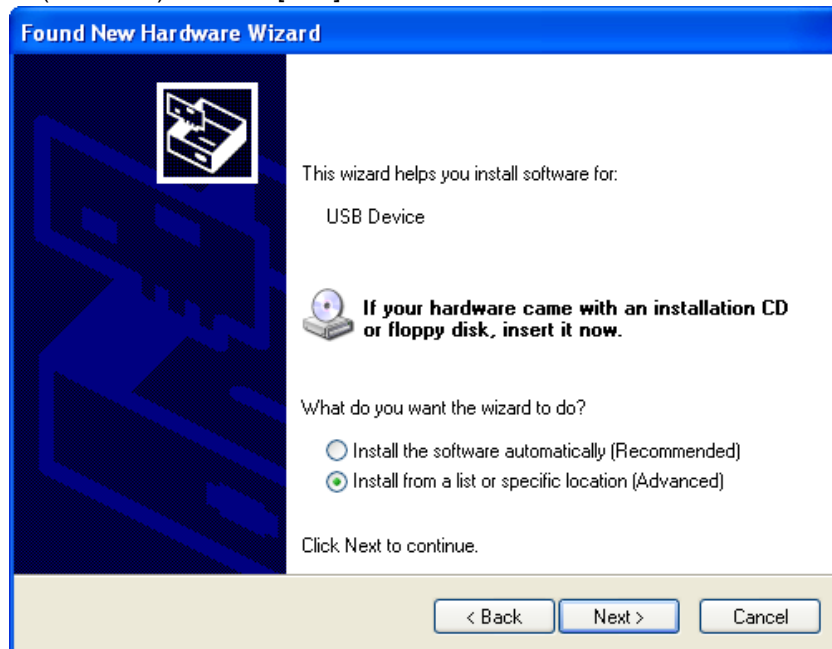 Found New Hardware Wizard
This wizard helps you install software for:
USB Device
If your hardware came with an installation CD
or floppy disk, insert it now.
What do you want the wizard to do?
Install the software automatically (Recommended)
Install from a list or specific location (Advanced)
Click Next to continue.
< Back Next > Cancel